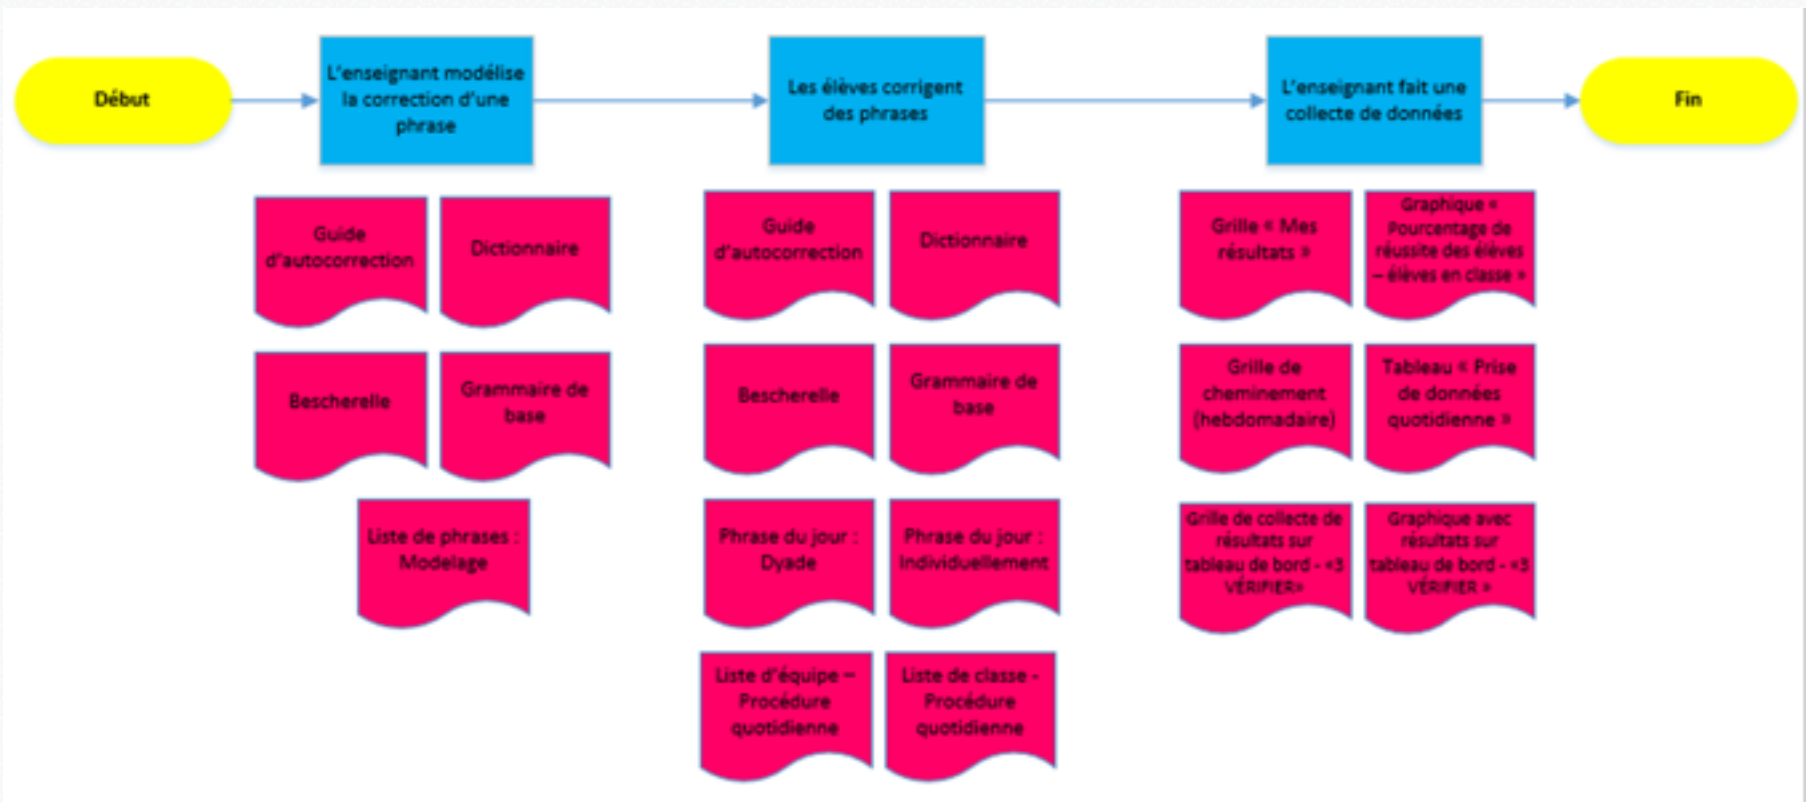 Début
L'enseignant modélise
la correction d'une
phrase
Les élèves corrigent
des phrases
L'enseignant fait une
collecte de données
Fin
Guide
d'autocorrection
Dictionnaire
Bescherelle
Grammaire de
base
Liste de phrases :
Modelage
Guide
d'autocorrection
Dictionnaire
Bescherelle
Grammaire de
base
Phrase du jour :
Dyade
Phrase du jour :
Individuellement
Liste d'équipe –
Procédure
quotidienne
Liste de classe -
Procédure
quotidienne
Grille « Mes
résultats »
Graphique «
Pourcentage de
réussite des élèves
– élèves en classe »
Grille de
cheminement
(hebdomadaire)
Tableau « Prise
de données
quotidienne »
Grille de collecte de
résultats sur
tableau de bord - «3
VÉRIFIER»
Graphique avec
résultats sur
tableau de bord - «3
VÉRIFIER »